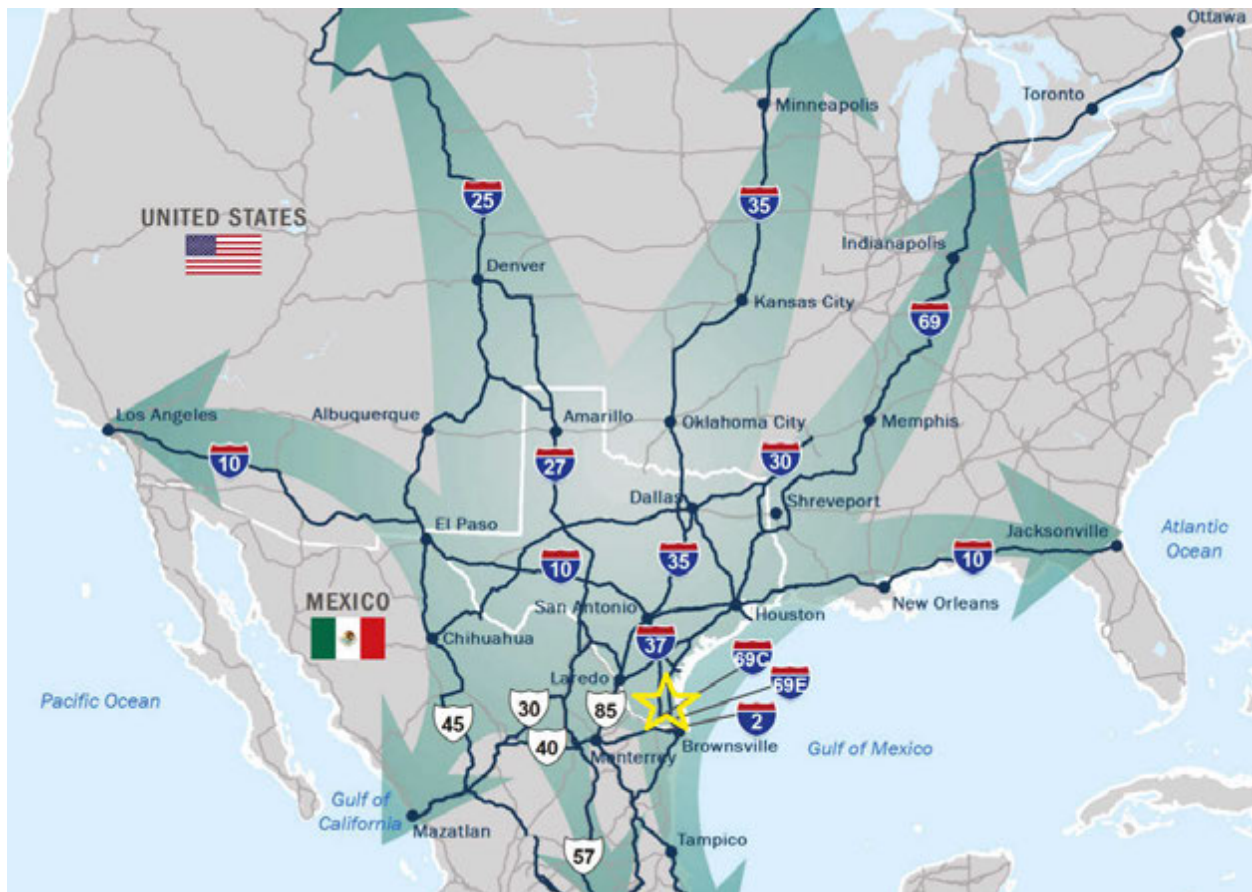 Ottawa
Minneapolis
Toronto
25
35
UNITED STATES
Indianapolis
Denver
Kansas City
69
Los Angeles
Albuquerque
Amarillo
Oklahoma City
Memphis
10
27
30
Dallas
Shreveport
El Paso
Jacksonville
Atlantic
Ocean
10
35
10
San Antonio
Houston
New Orleans
MEXICO
Chihuahua
37
69C
Laredo
69E
Pacific Ocean
45
30
85
2
40
Monterrey
Brownsville
Gulf of Mexico
Gulf of
California
Mazatlan
Tampico
57